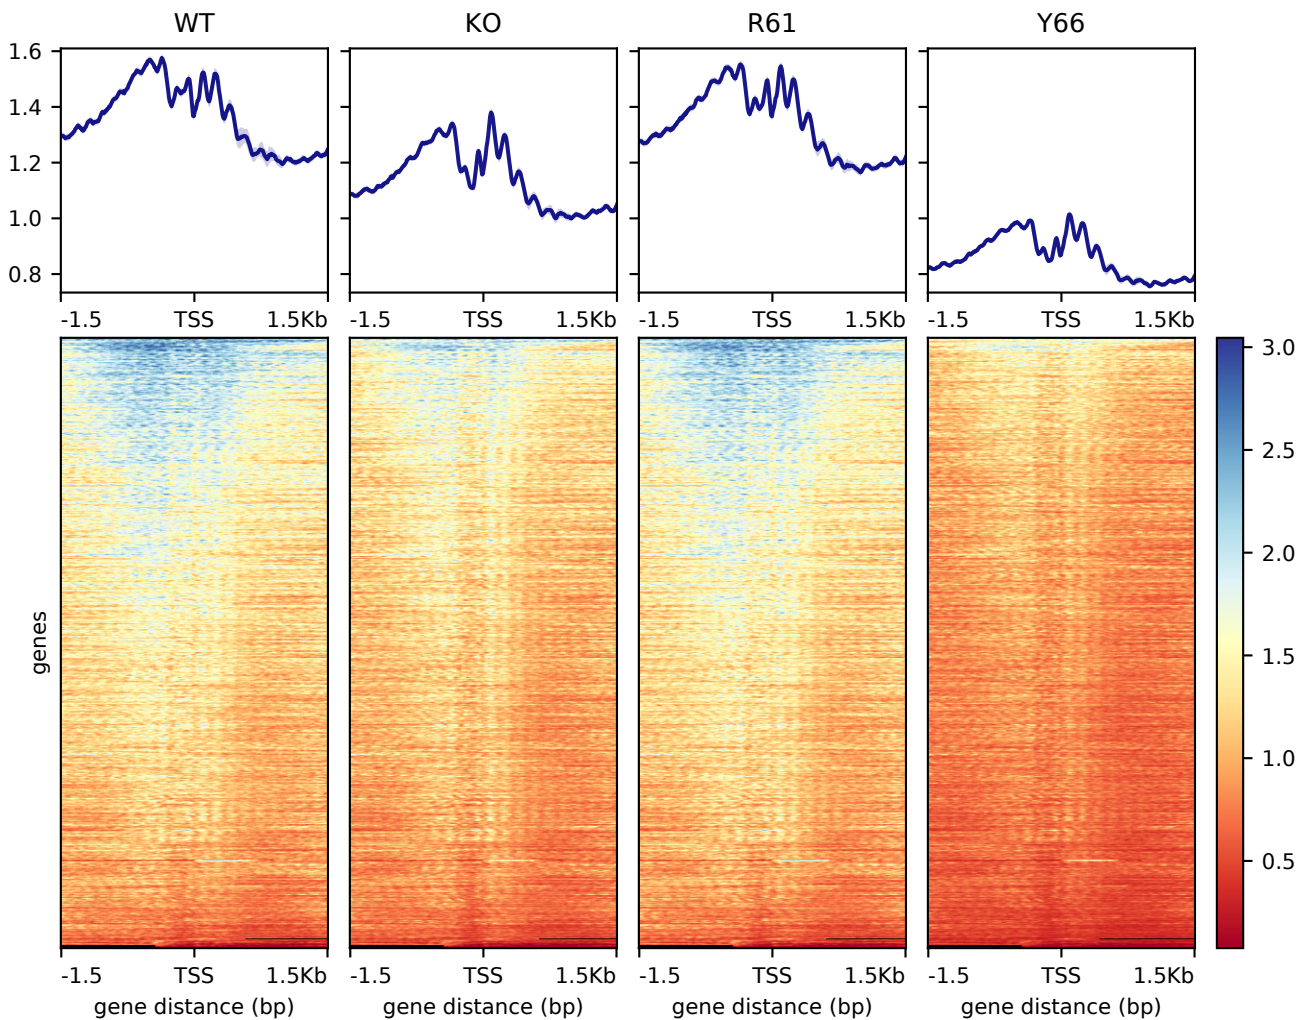 WT KO R61 Y66
1.6
1.4
1.2
1.0
0.8
-1.5 TSS 1.5Kb -1.5 TSS 1.5Kb -1.5 TSS 1.5Kb -1.5 TSS 1.5Kb
genes
3.0
2.5
2.0
1.5
1.0
0.5
-1.5 TSS 1.5Kb -1.5 TSS 1.5Kb -1.5 TSS 1.5Kb -1.5 TSS 1.5Kb
gene distance (bp) gene distance (bp) gene distance (bp) gene distance (bp)